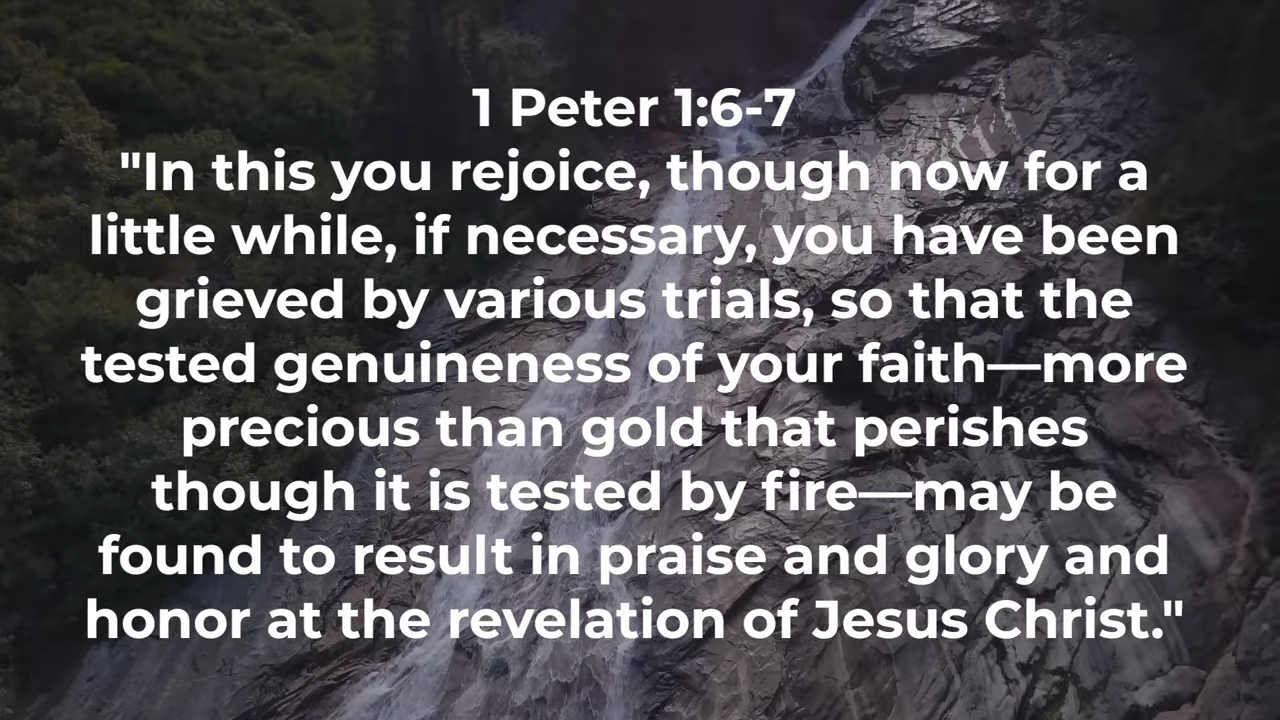 1 Peter 1:6-7
"In this you rejoice, though now for a
little while, if necessary, you have been
grieved by various trials, so that the
tested genuineness of your faith—more
precious than gold that perishes
though it is tested by fire—may be
found to result in praise and glory and
honor at the revelation of Jesus Christ."